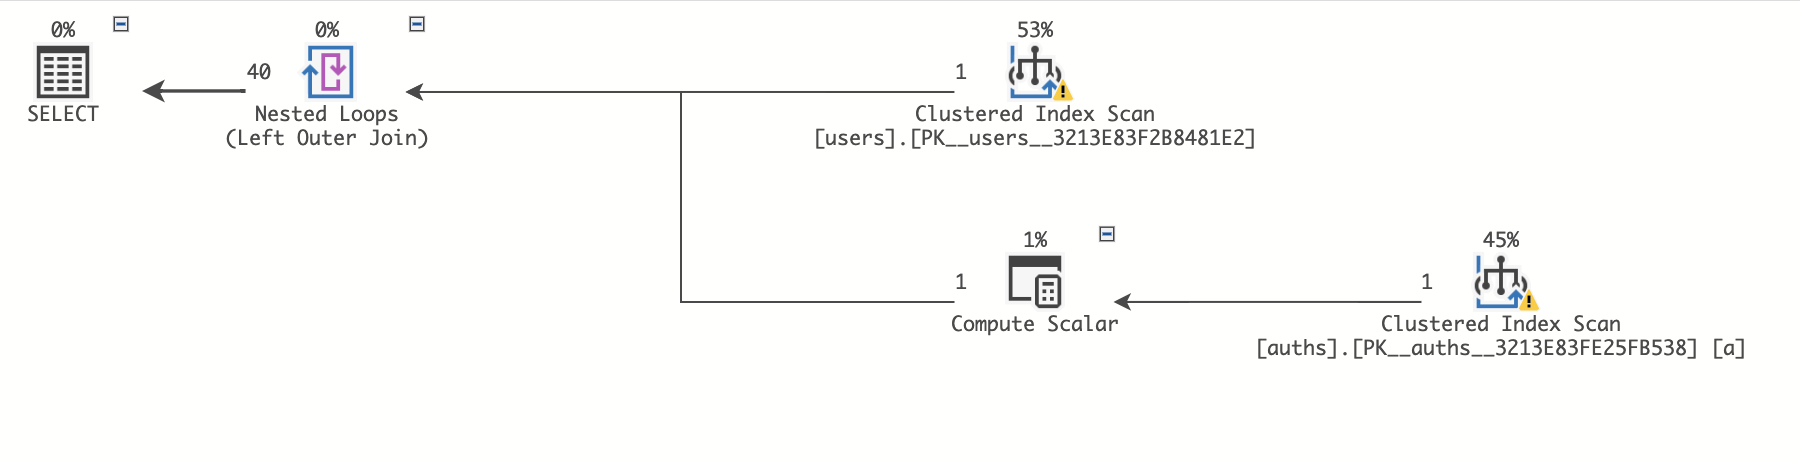 0%
SELECT
40
0%
Nested Loops
(Left Outer Join)
1
53%
Clustered Index Scan
[users].[PK__users__3213E83F2B8481E2]
1
1%
Compute Scalar
1
45%
Clustered Index Scan
[auths].[PK__auths__3213E83FE25FB538] [a]